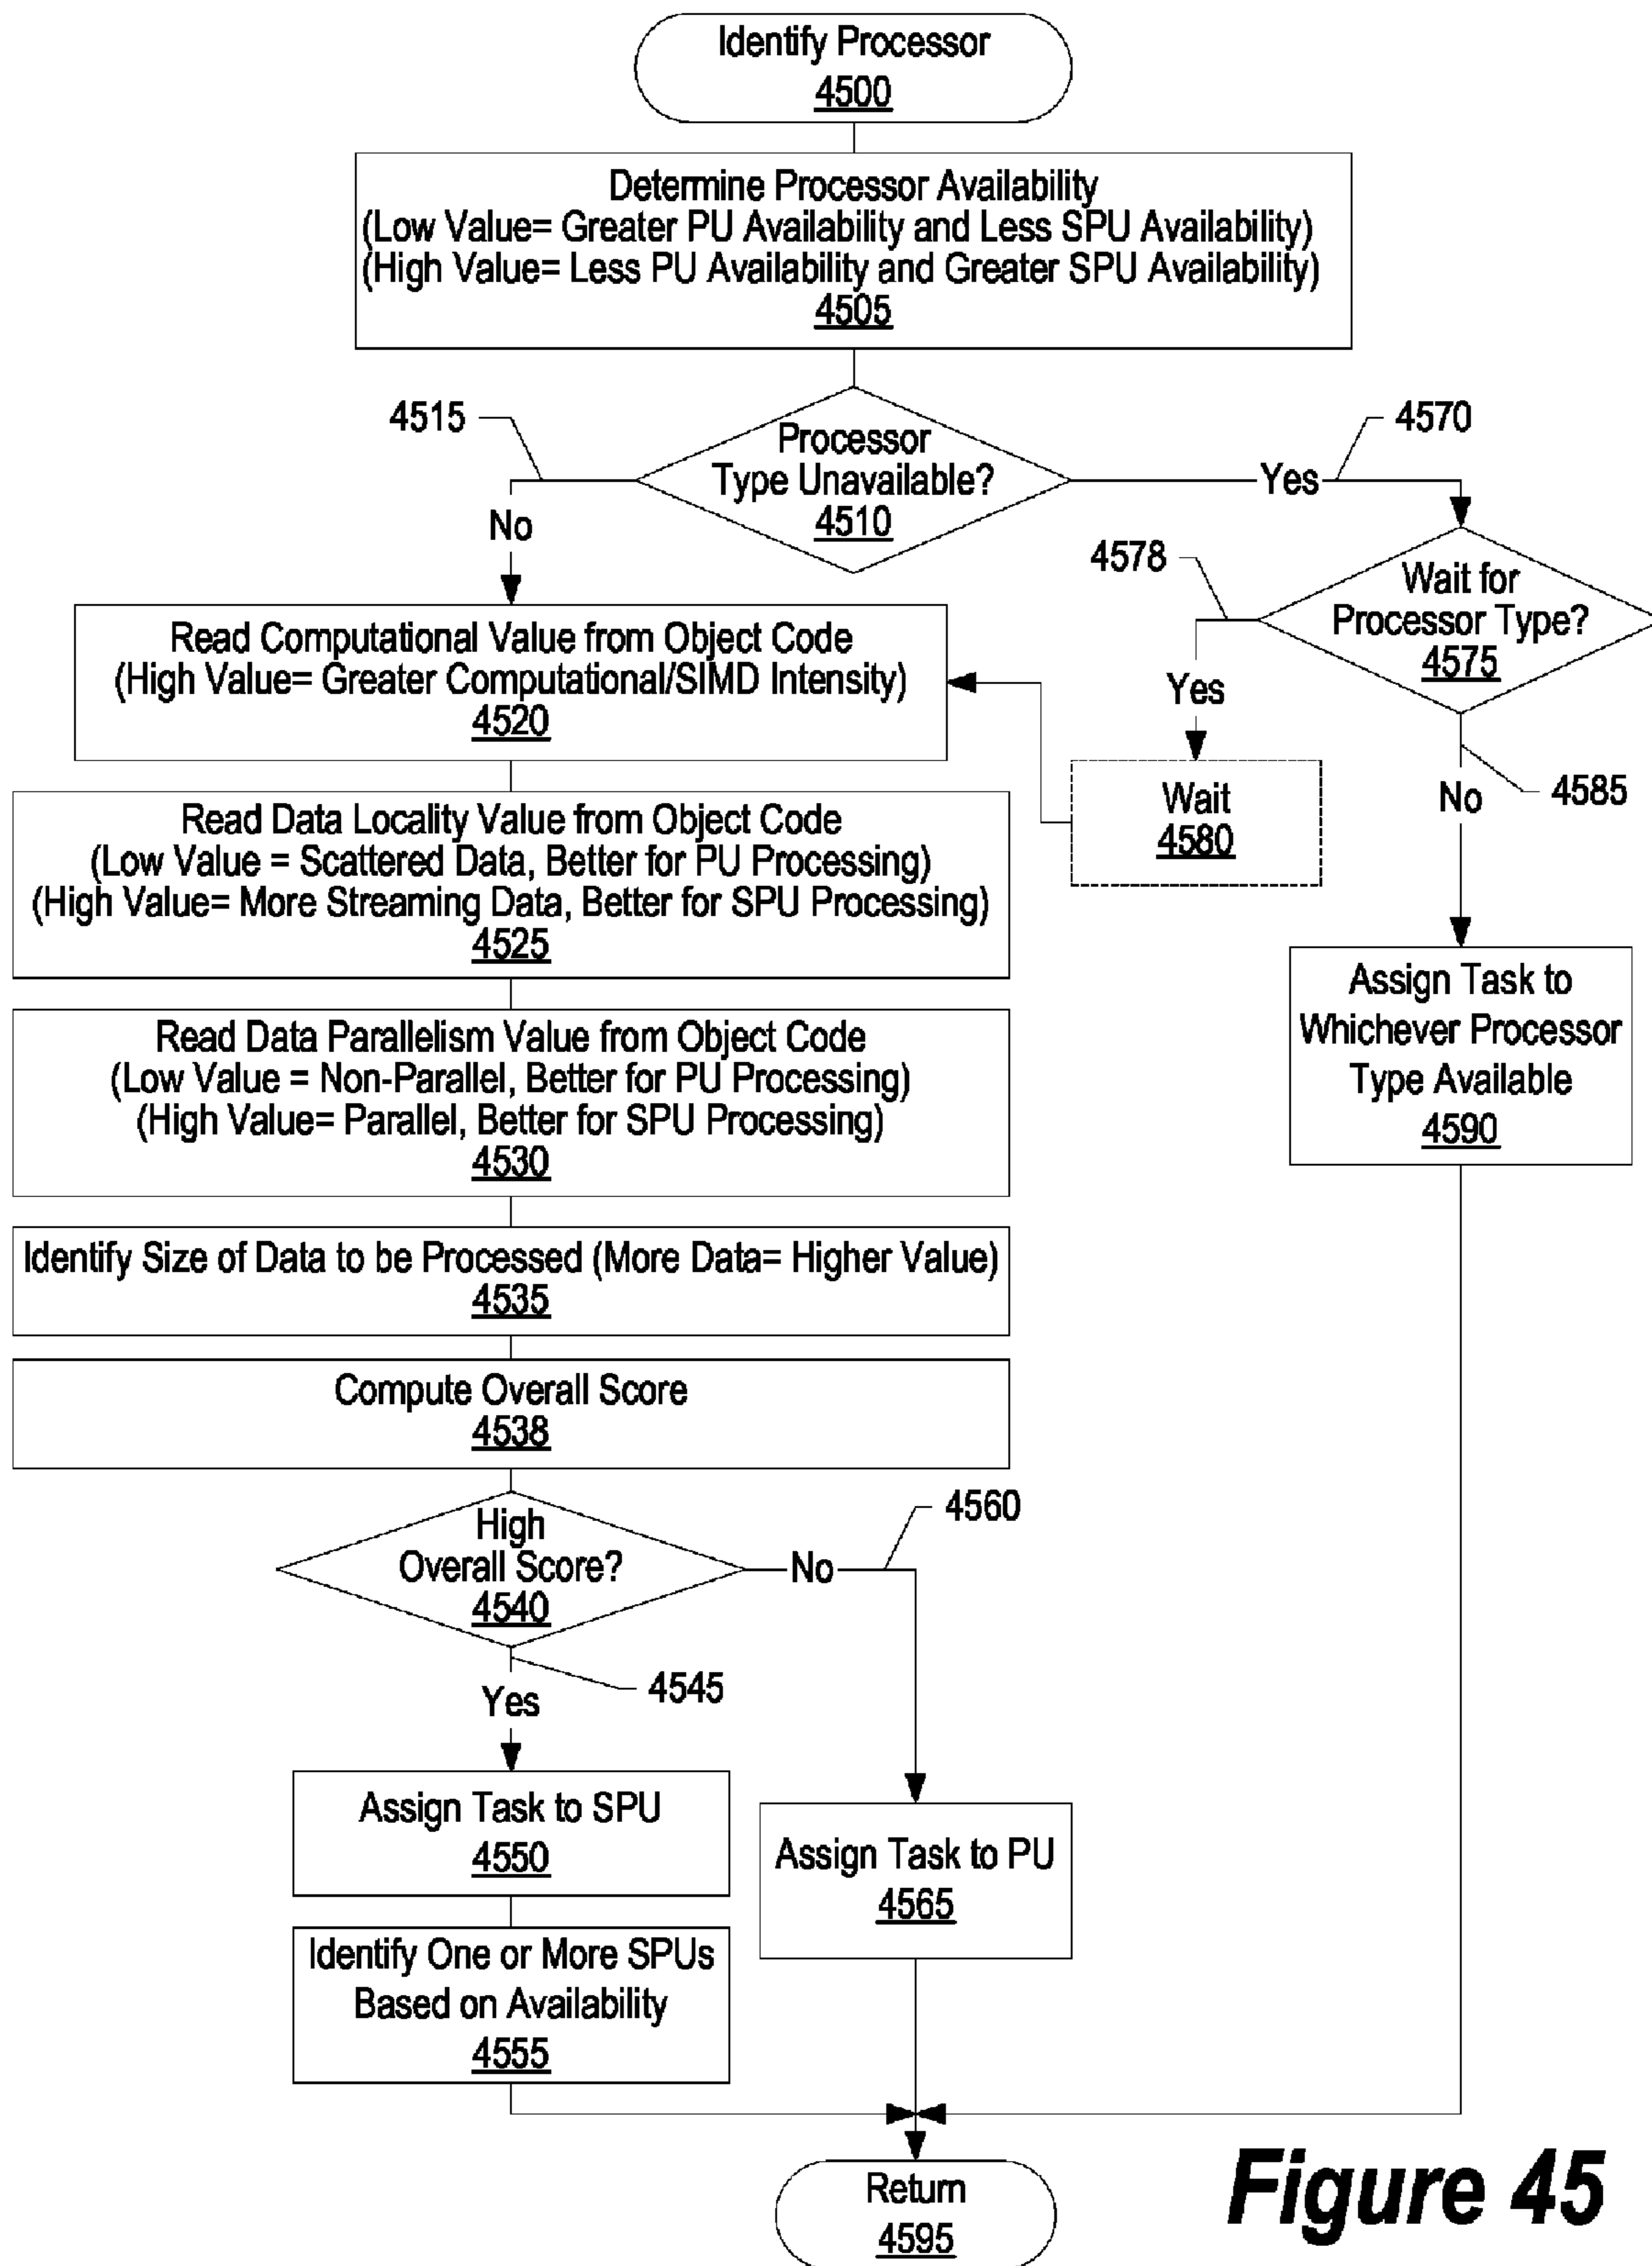 Identify Processor
4500
Determine Processor Availability
(Low Value= Greater PU Availability and Less SPU Availability)
(High Value= Less PU Availability and Greater SPU Availability)
4505
4515
Processor
Type Unavailable?
4510
4570
Yes
No
4578
Wait for
Processor Type?
4575
Read Computational Value from Object Code
(High Value= Greater Computational/SIMD Intensity)
4520
Yes
Wait
4580
No
4585
Read Data Locality Value from Object Code
(Low Value = Scattered Data, Better for PU Processing)
(High Value= More Streaming Data, Better for SPU Processing)
4525
Assign Task to
Whichever Processor
Type Available
4590
Read Data Parallelism Value from Object Code
(Low Value = Non-Parallel, Better for PU Processing)
(High Value= Parallel, Better for SPU Processing)
4530
Identify Size of Data to be Processed (More Data= Higher Value)
4535
Compute Overall Score
4538
High
Overall Score?
4540
No
4560
4545
Yes
Assign Task to SPU
4550
Assign Task to PU
4565
Identify One or More SPUs
Based on Availability
4555
Return
4595
Figure 45